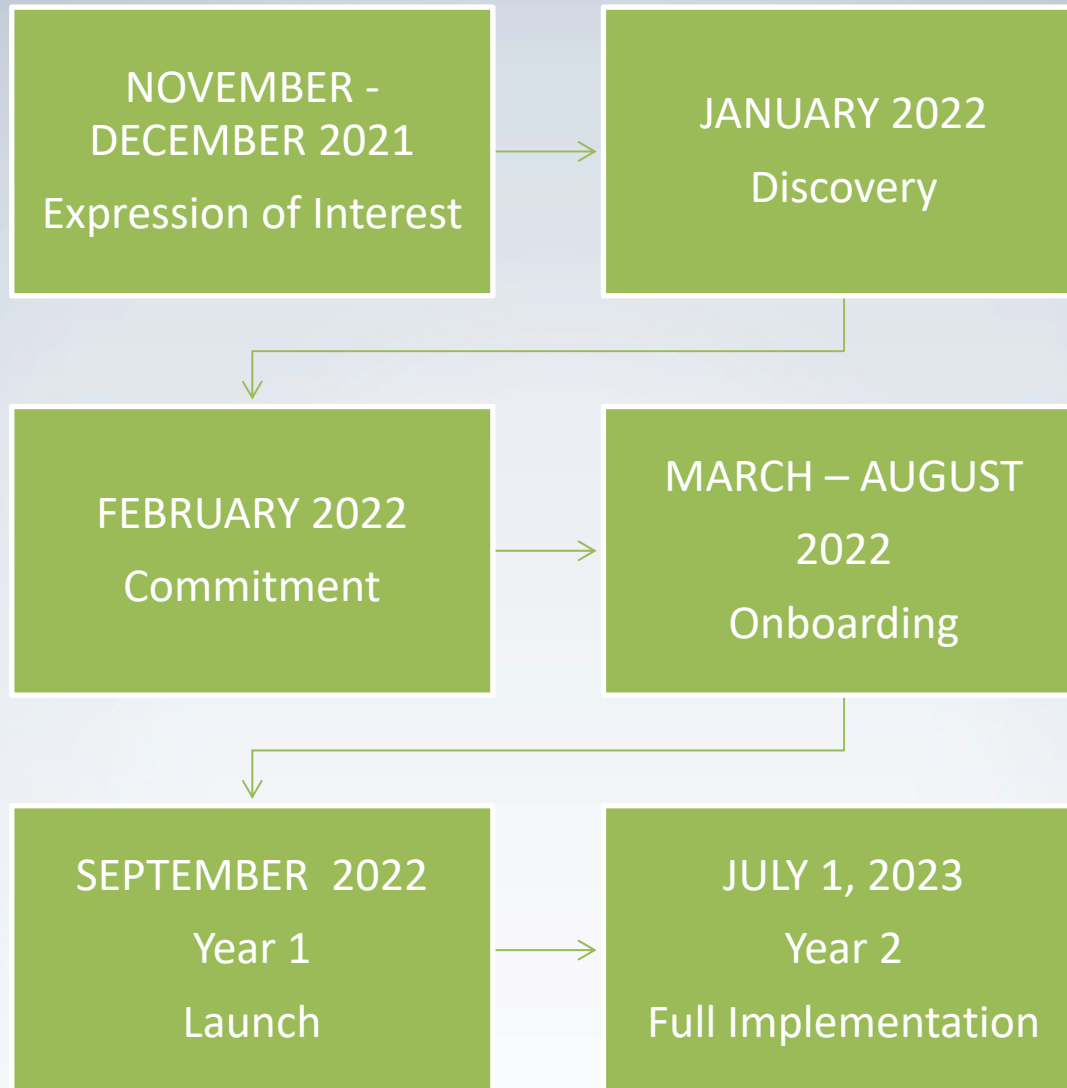 NOVEMBER -
DECEMBER 2021
Expression of Interest
JANUARY 2022
Discovery
FEBRUARY 2022
Commitment
MARCH – AUGUST
2022
Onboarding
SEPTEMBER 2022
Year 1
Launch
JULY 1, 2023
Year 2
Full Implementation